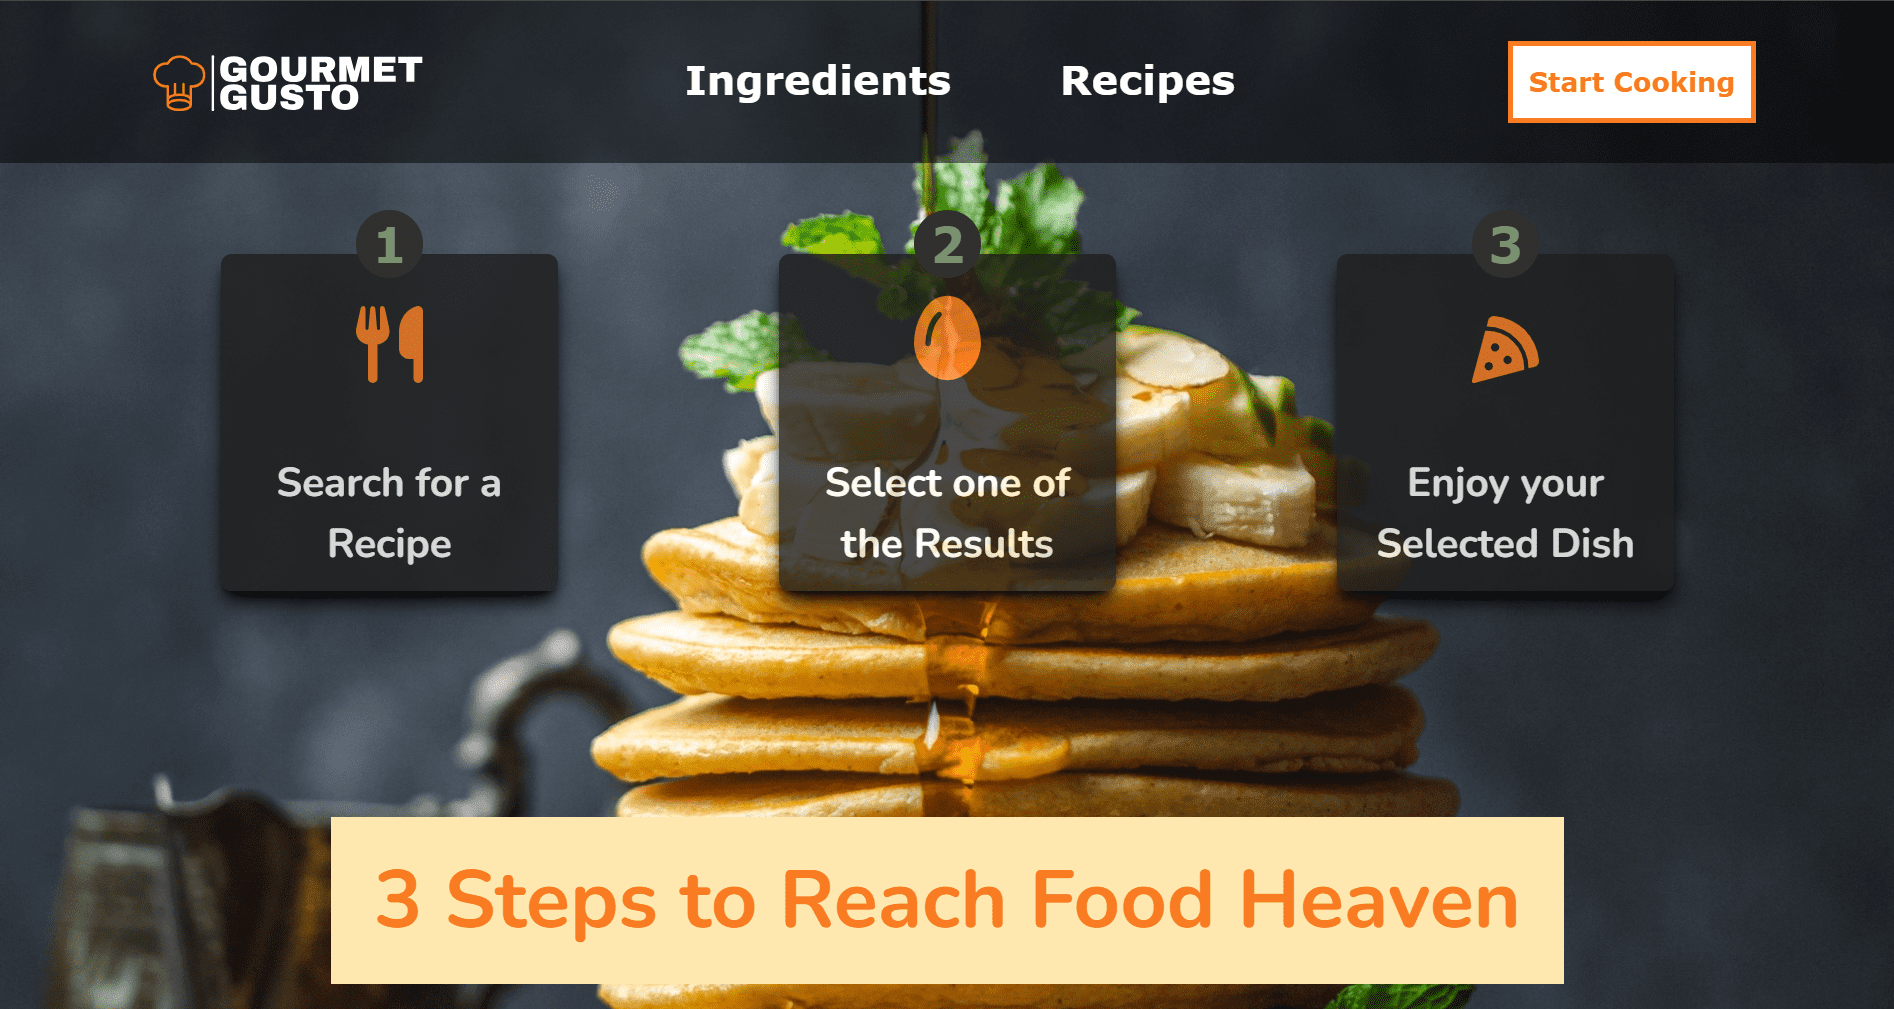 GOURMET
GUSTO
Ingredients
Recipes
Start Cooking
1
Search for a
Recipe
2
Select one of
the Results
3
Enjoy your
Selected Dish
3 Steps to Reach Food Heaven